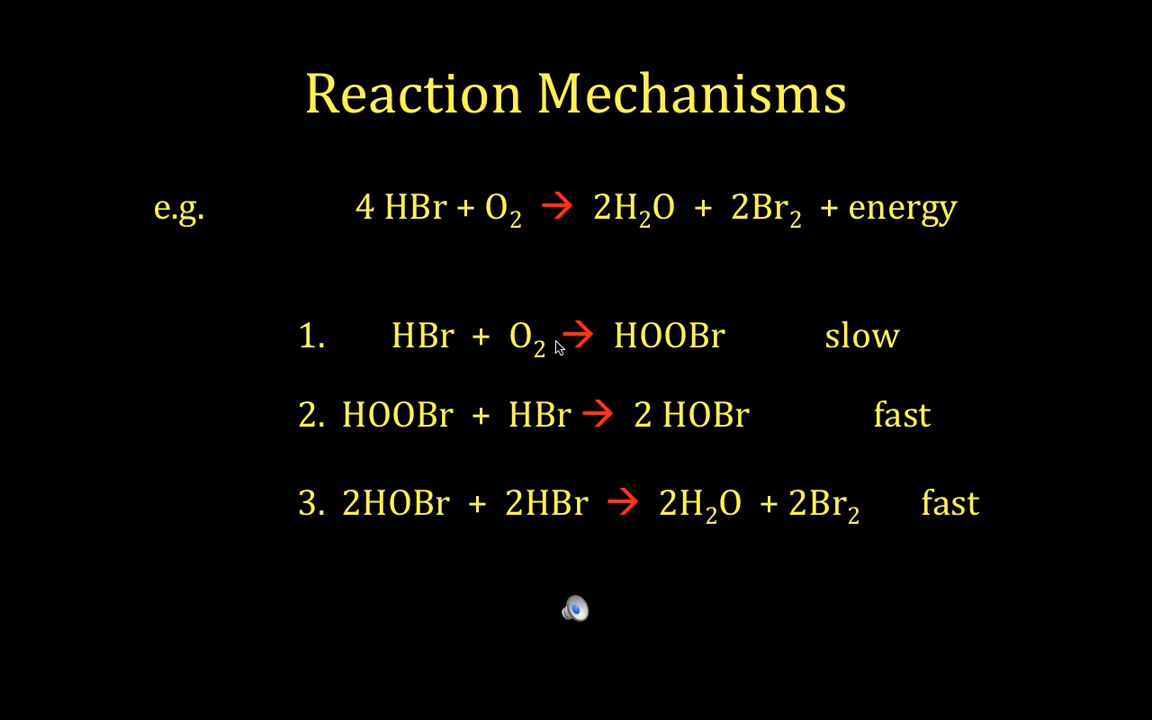 Reaction Mechanisms
e.g. 4 HBr + O₂ → 2H₂O + 2Br₂ + energy
1. HBr + O₂ → HOOBr slow
2. HOOBr + HBr → 2 HOBr fast
3. 2HOBr + 2HBr → 2H₂O + 2Br₂ fast